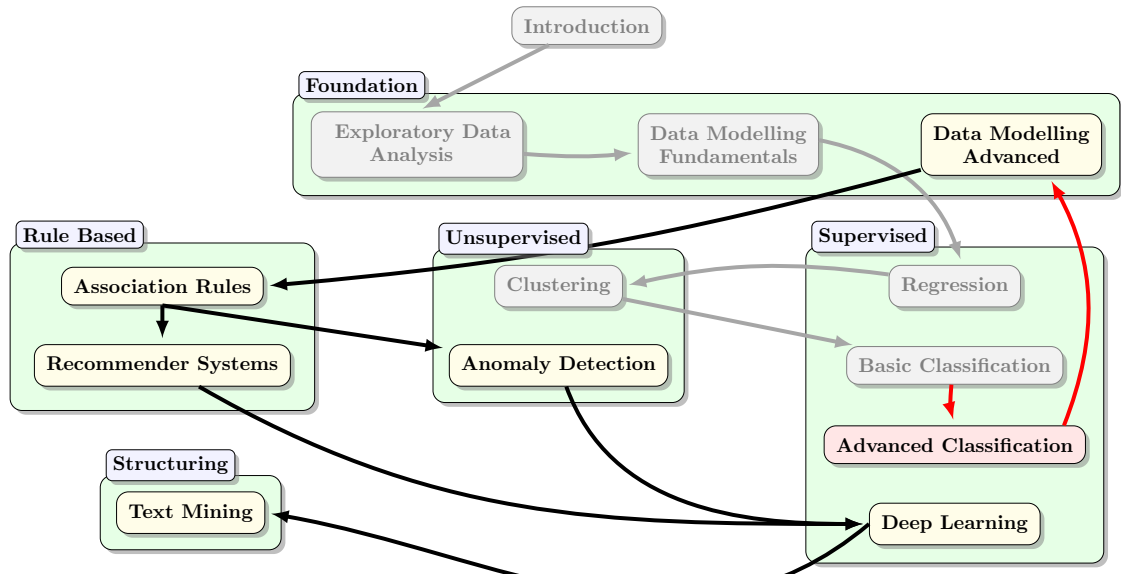 Introduction
Foundation
Exploratory Data
Analysis
Data Modelling
Fundamentals
Data Modelling
Advanced
Rule Based
Association Rules
Recommender Systems
Unsupervised
Clustering
Anomaly Detection
Supervised
Regression
Basic Classification
Advanced Classification
Deep Learning
Structuring
Text Mining